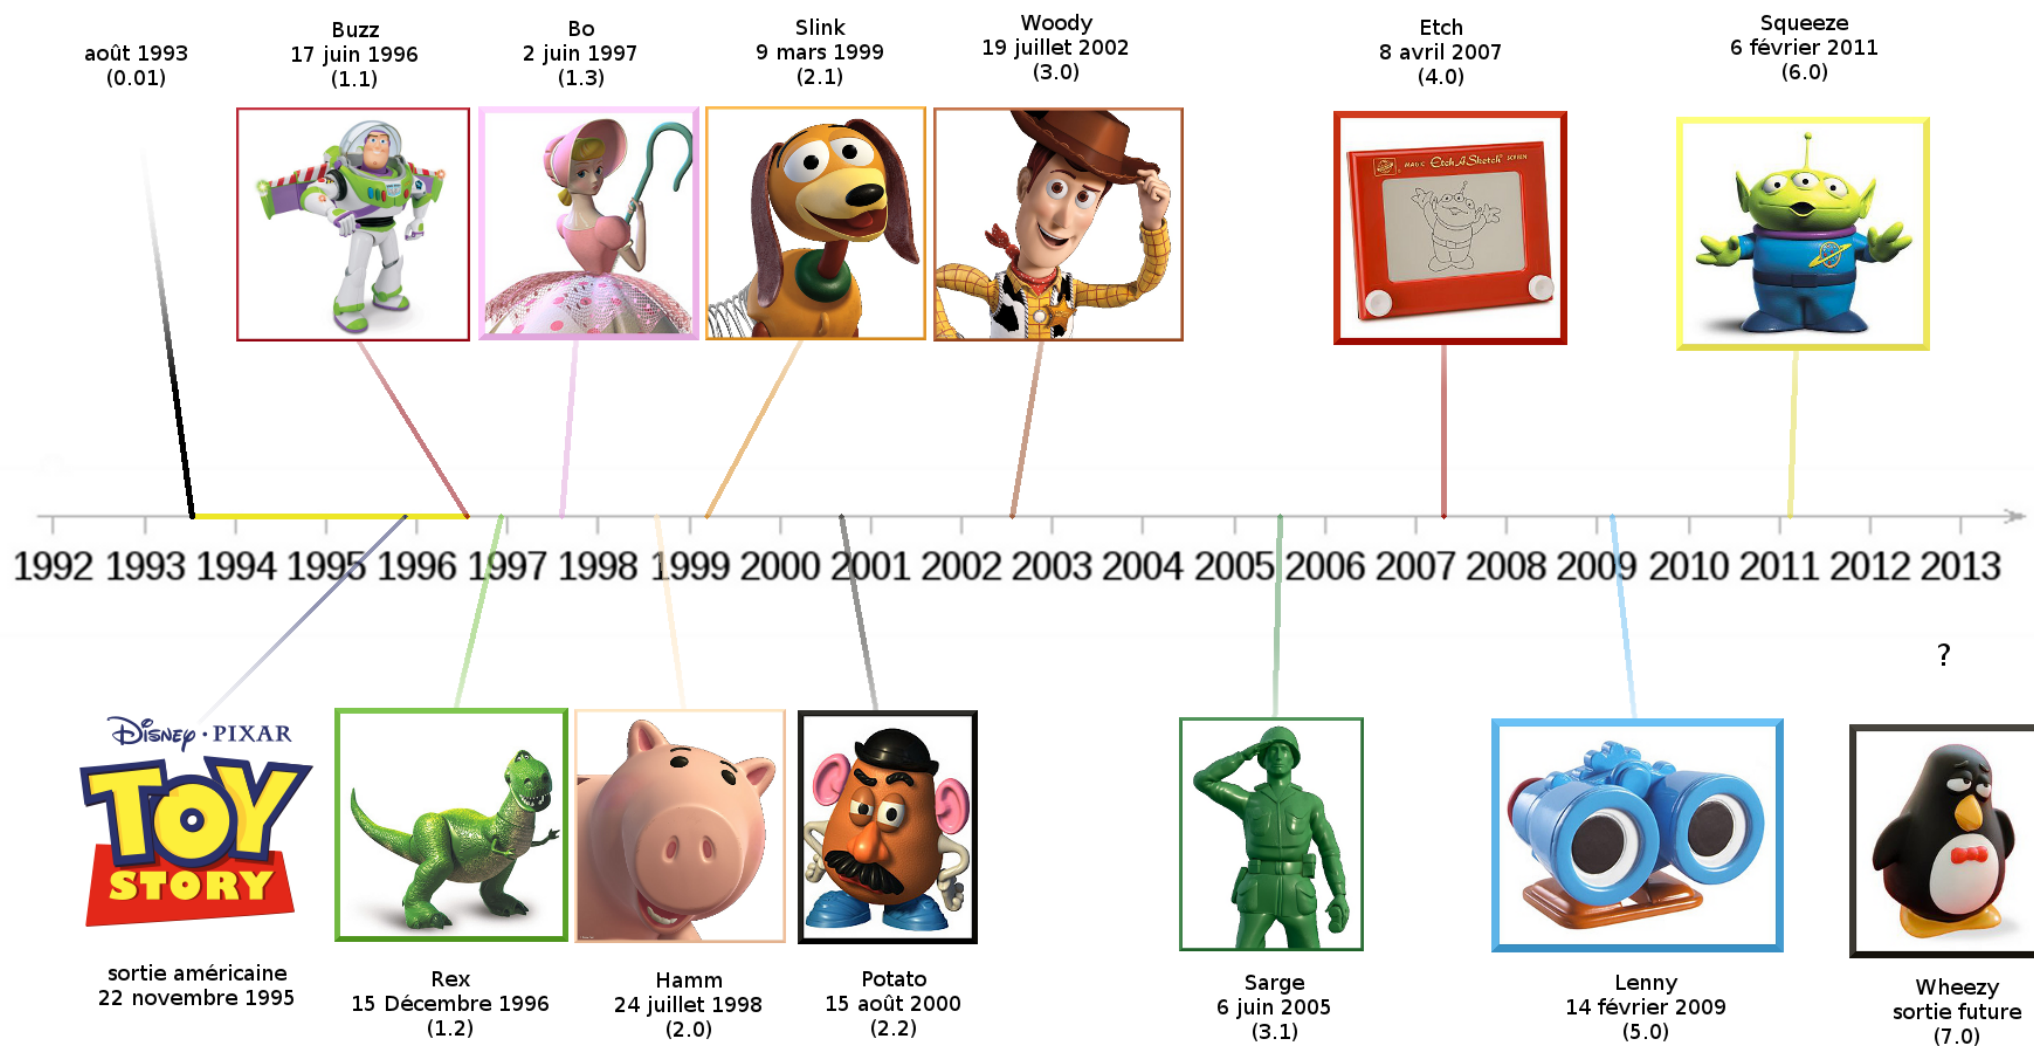 août 1993
(0.01)
Buzz
17 juin 1996
(1.1)
Bo
2 juin 1997
(1.3)
Slink
9 mars 1999
(2.1)
Woody
19 juillet 2002
(3.0)
Etch
8 avril 2007
(4.0)
Squeeze
6 février 2011
(6.0)
MAGIC Etch A Sketch SCREEN
1992 1993 1994 1995 1996 1997 1998 1999 2000 2001 2002 2003 2004 2005 2006 2007 2008 2009 2010 2011 2012 2013
?
Disney · PIXAR
TOY
STORY
sortie américaine
22 novembre 1995
Rex
15 Décembre 1996
(1.2)
Hamm
24 juillet 1998
(2.0)
Potato
15 août 2000
(2.2)
Sarge
6 juin 2005
(3.1)
Lenny
14 février 2009
(5.0)
Wheezy
sortie future
(7.0)